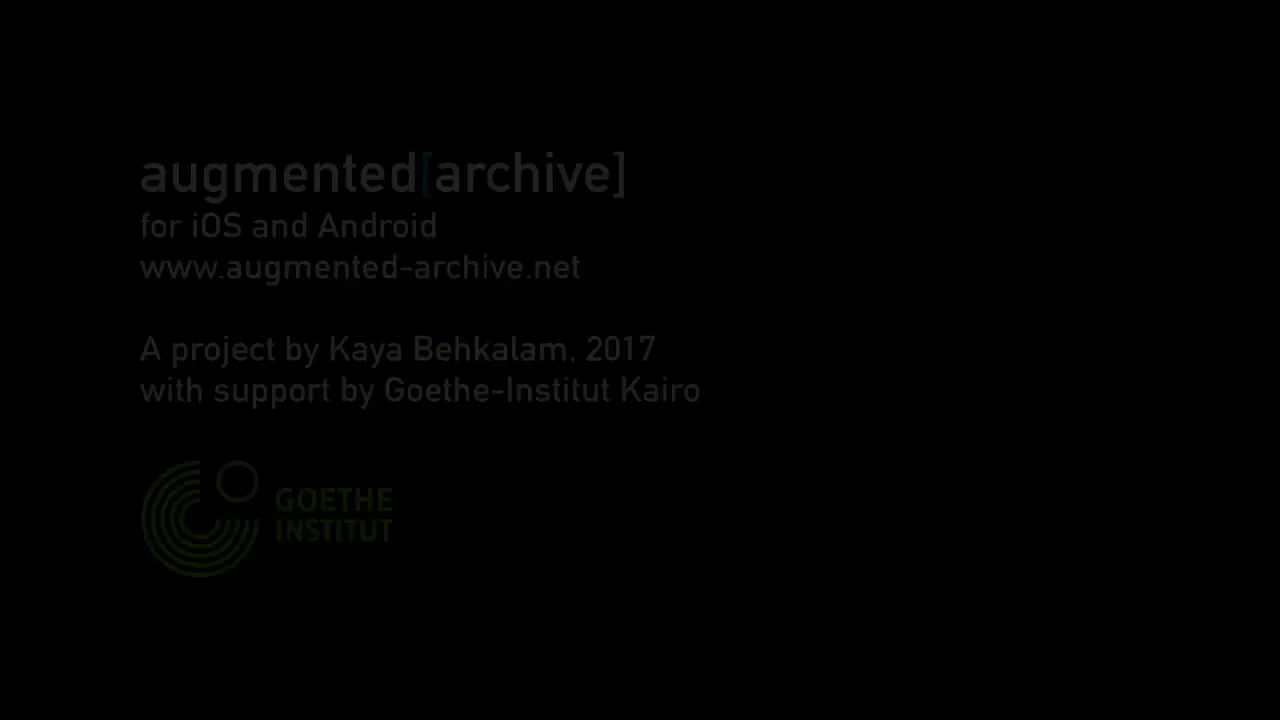 augmented[archive]
for iOS and Android
www.augmented-archive.net
A project by Kaya Behkalam, 2017
with support by Goethe-Institut Kairo
GOETHE
INSTITUT